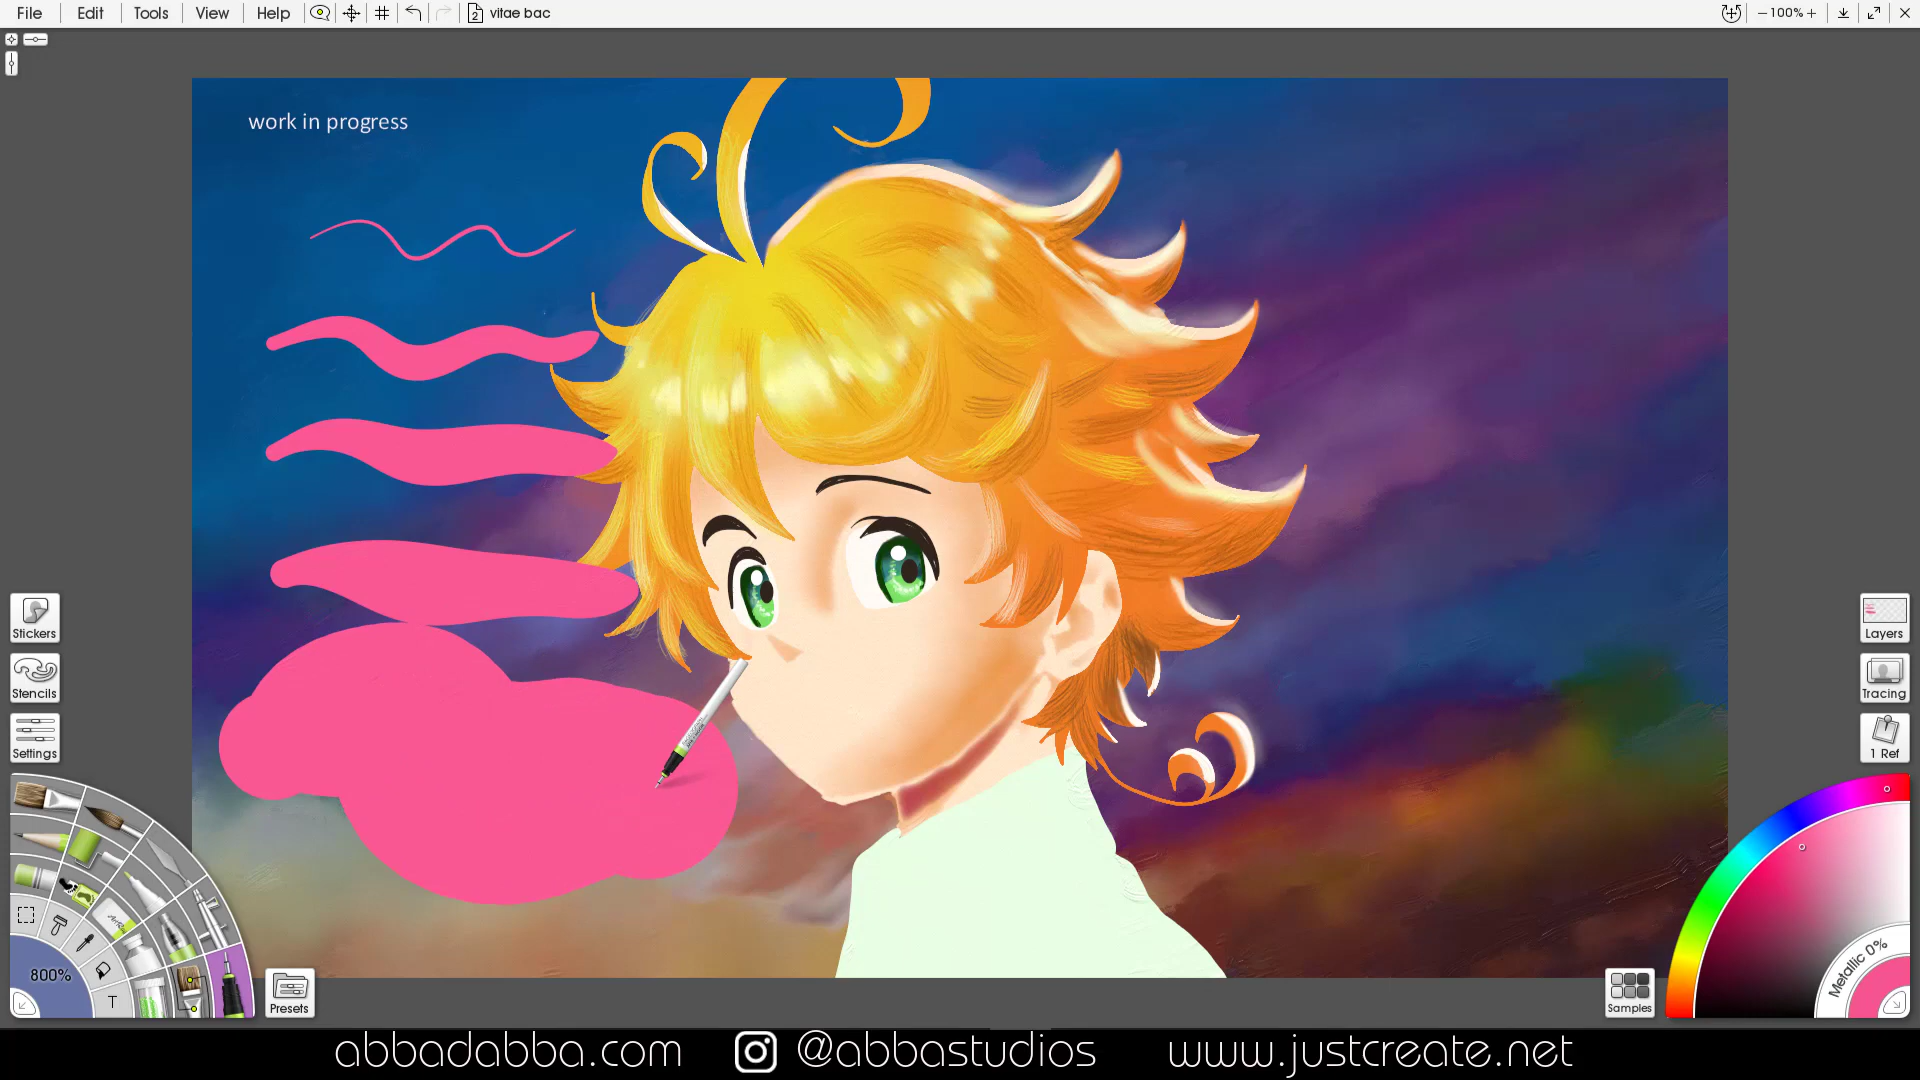 File Edit Tools View Help 2 vitae bac −100%+
work in progress
Stickers
Stencils
Settings
800%
T
Presets
Layers
Tracing
1 Ref
Metallic 0%
Samples
abbadabba.com @abbastudios www.justcreate.net